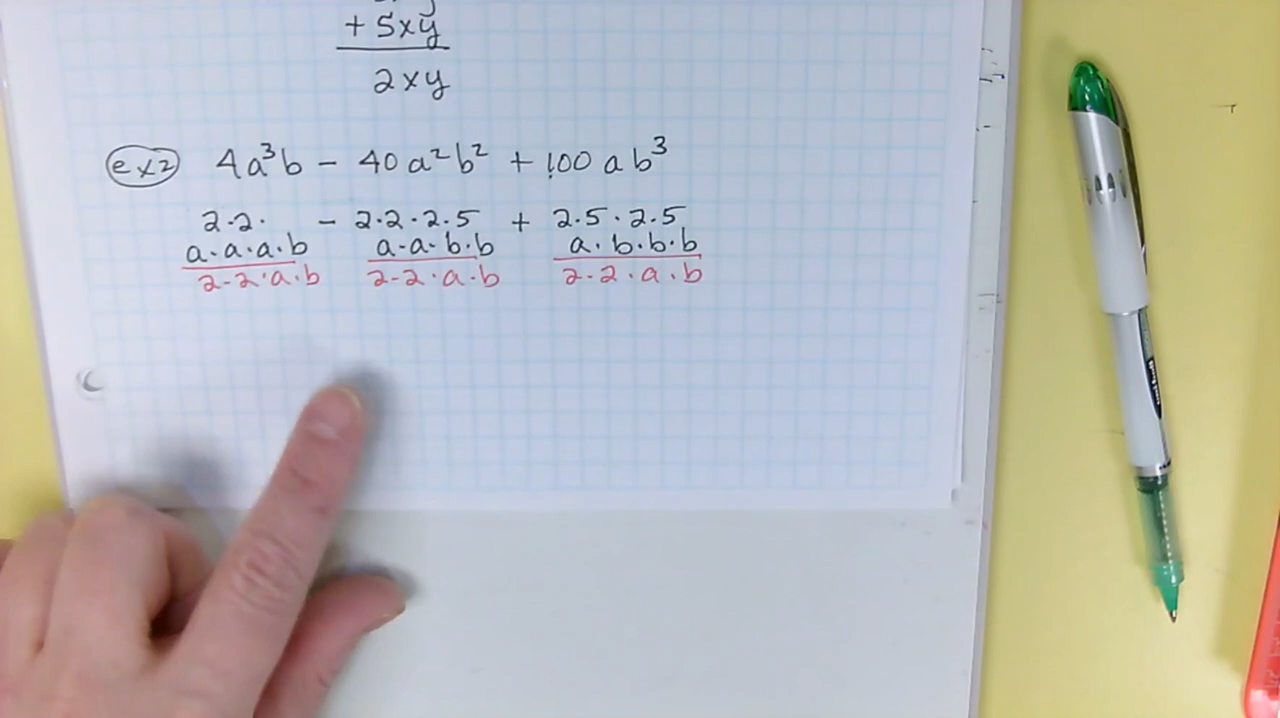 + 5xy
2xy
ex2 4a³b - 40a²b² + 100ab³
2·2· - 2·2·2·5 + 2·5·2·5
a·a·a·b a·a·b·b a·b·b·b
2·2·a·b 2·2·a·b 2·2·a·b